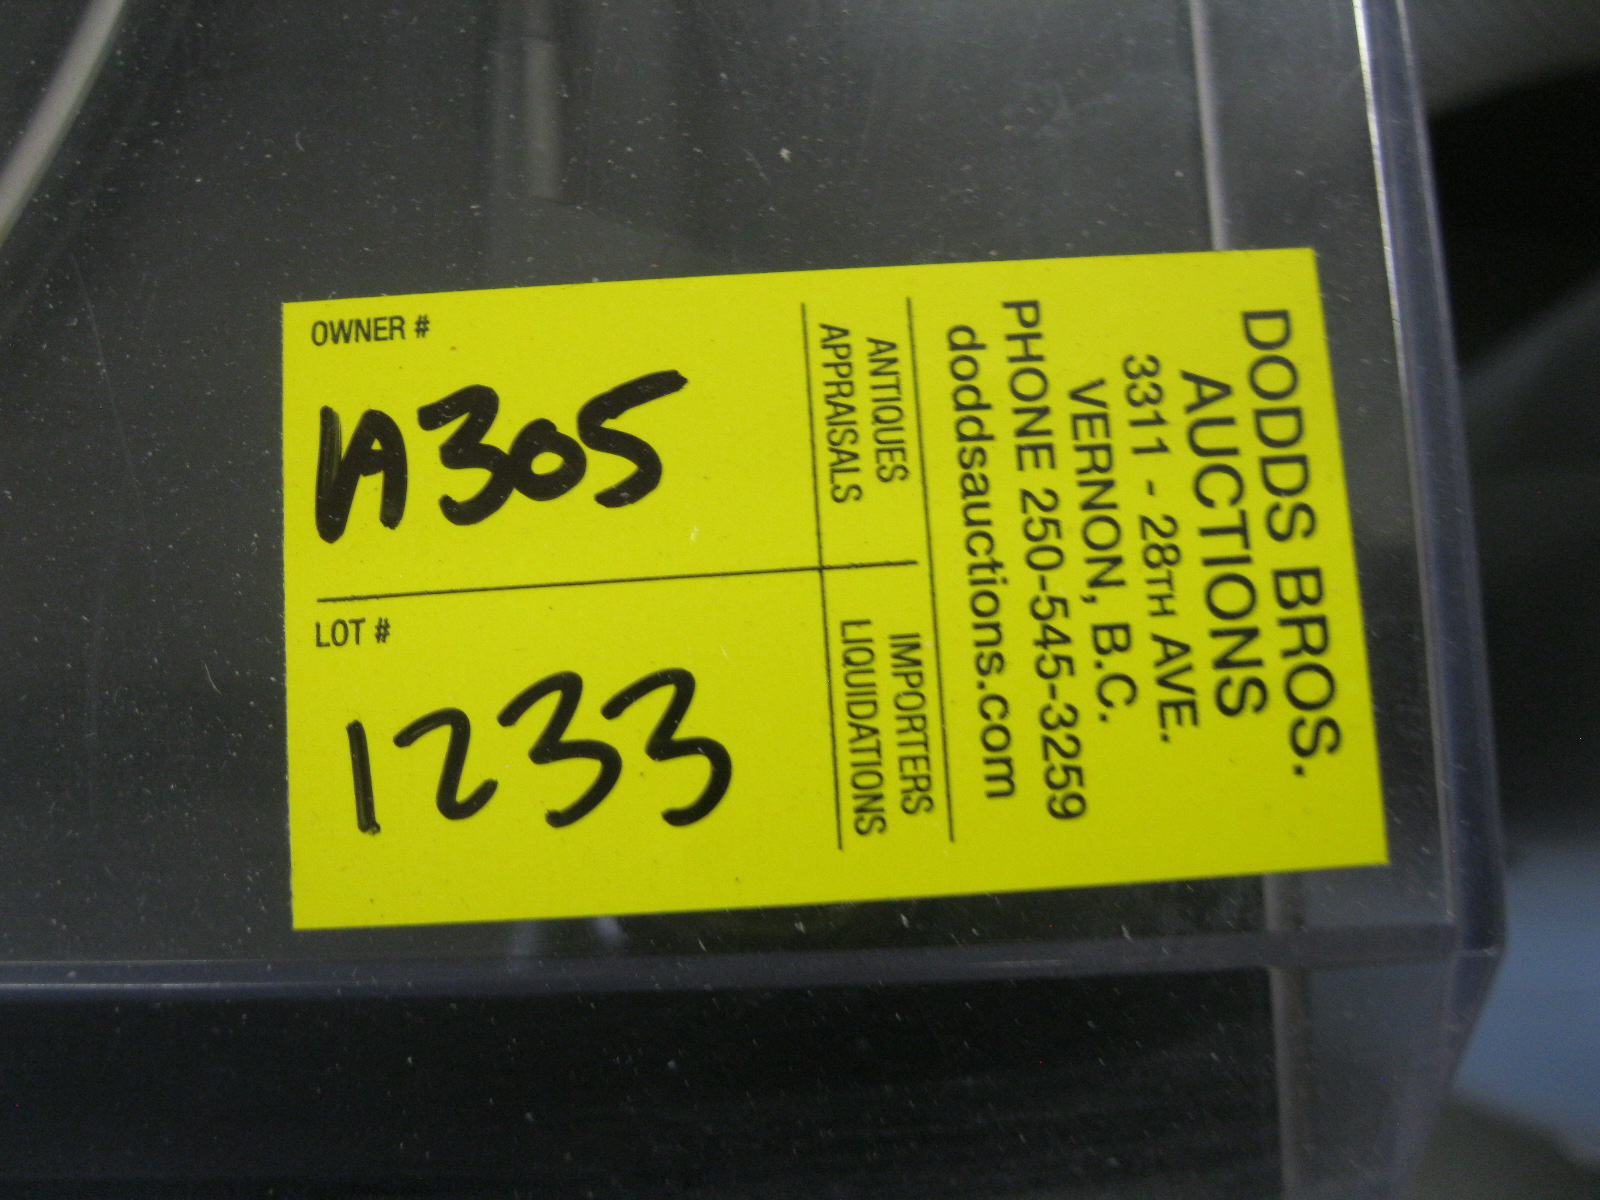 DODDS BROS.
AUCTIONS
3311 - 28TH AVE.
VERNON, B.C.
PHONE 250-545-3259
doddsauctions.com
ANTIQUES
APPRAISALS
IMPORTERS
LIQUIDATIONS
OWNER #
A305
LOT #
1233